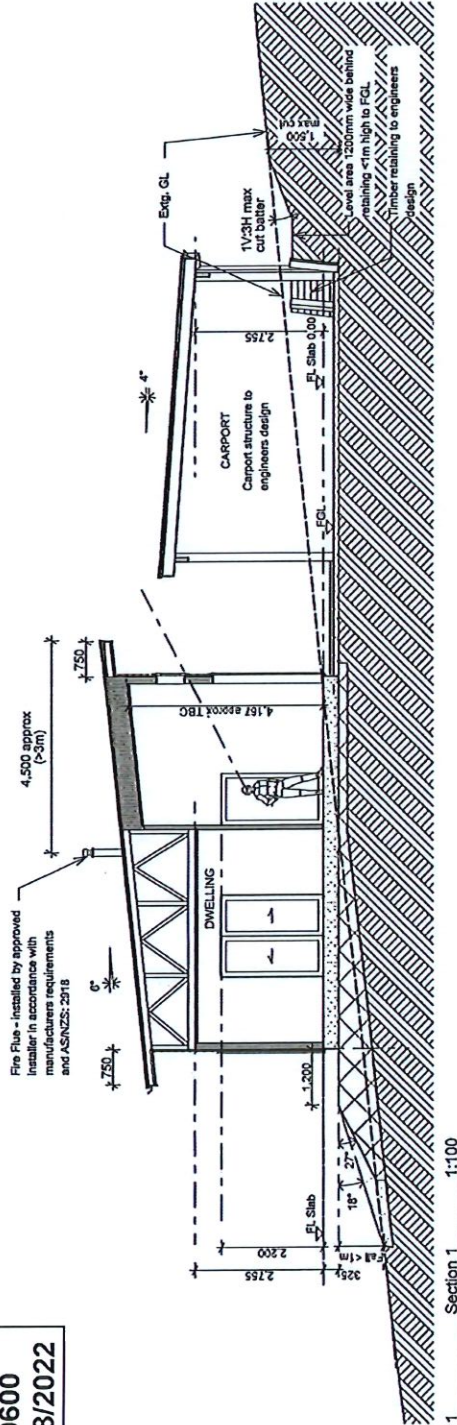 0600
3/2022
Fire Flue - installed by approved
installer in accordance with
manufacturers requirements
and AS/NZS: 2918
4,500 approx
(>3m)
750
750
6°
4°
DWELLING
4,167 approx TBC
CARPORT
Carport structure to
engineers design
2,755
Extg. GL
1V:3H max
cut batter
1,500
max cut
Level area 1200mm wide behind
retaining <1m high to FGL
Timber retaining to engineers
design
FL Slab 0.00
FGL
FL Slab
1,200
2,200
2,755
325
Fall <1m
18°
27°
1
Section 1
1:100